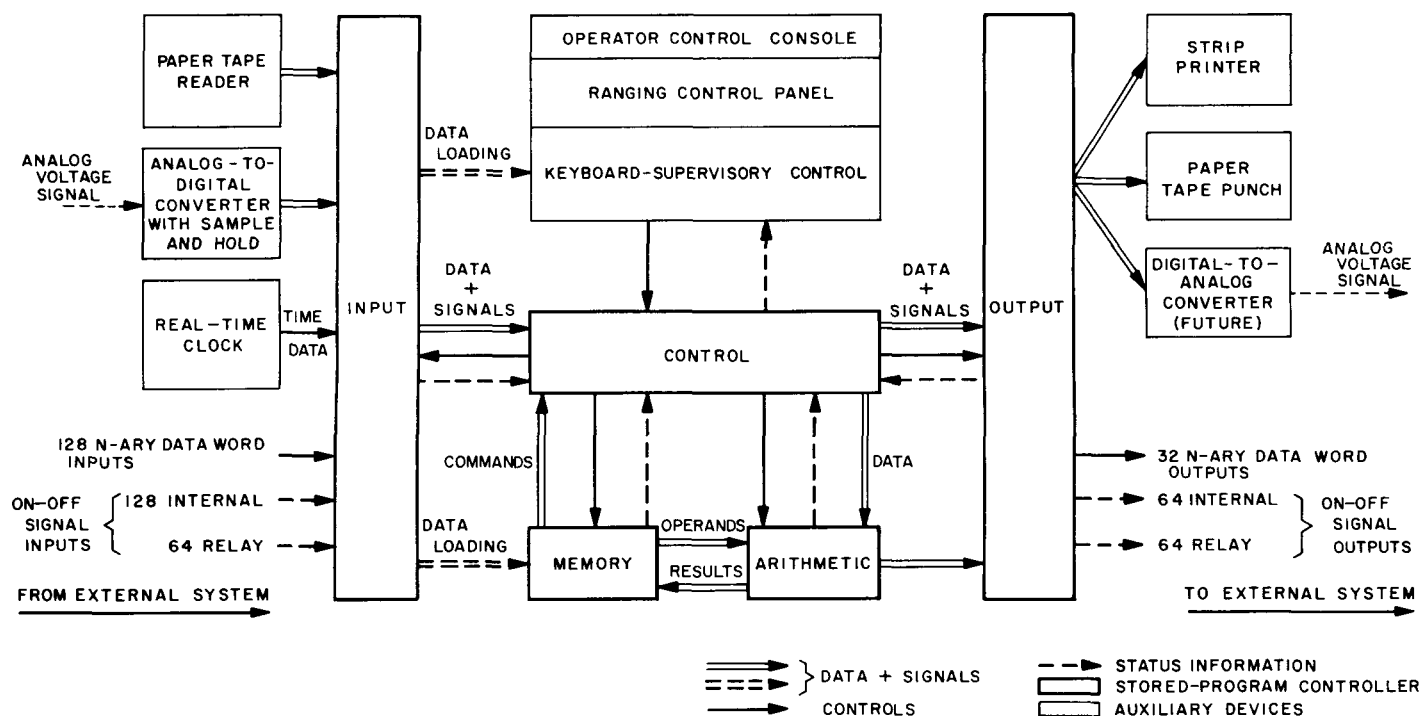 PAPER TAPE
READER
ANALOG
VOLTAGE
SIGNAL
ANALOG-TO-
DIGITAL
CONVERTER
WITH SAMPLE
AND HOLD
REAL-TIME
CLOCK
TIME
DATA
128 N-ARY DATA WORD
INPUTS
ON-OFF
SIGNAL
INPUTS
128 INTERNAL
64 RELAY
FROM EXTERNAL SYSTEM
INPUT
OPERATOR CONTROL CONSOLE
RANGING CONTROL PANEL
KEYBOARD-SUPERVISORY CONTROL
DATA
LOADING
DATA
+
SIGNALS
CONTROL
DATA
+
SIGNALS
COMMANDS
DATA
DATA
LOADING
MEMORY
OPERANDS
RESULTS
ARITHMETIC
OUTPUT
STRIP
PRINTER
PAPER
TAPE PUNCH
DIGITAL-TO-
ANALOG
CONVERTER
(FUTURE)
ANALOG
VOLTAGE
SIGNAL
32 N-ARY DATA WORD
OUTPUTS
64 INTERNAL
64 RELAY
ON-OFF
SIGNAL
OUTPUTS
TO EXTERNAL SYSTEM
DATA + SIGNALS
CONTROLS
STATUS INFORMATION
STORED-PROGRAM CONTROLLER
AUXILIARY DEVICES